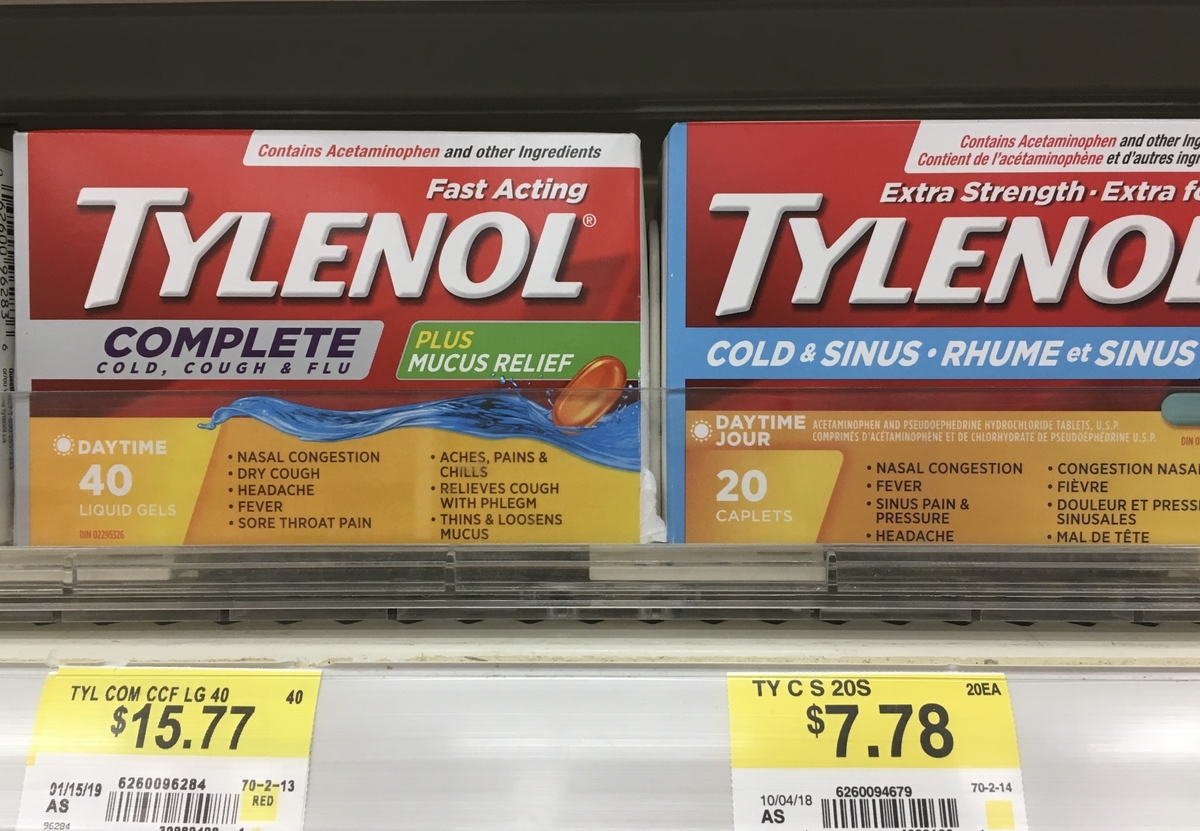 Contains Acetaminophen and other Ingredients
Fast Acting
TYLENOL®
COMPLETE
COLD, COUGH & FLU
PLUS
MUCUS RELIEF
DAYTIME
40
LIQUID GELS
DIN 02295326
• NASAL CONGESTION
• DRY COUGH
• HEADACHE
• FEVER
• SORE THROAT PAIN
• ACHES, PAINS &
CHILLS
• RELIEVES COUGH
WITH PHLEGM
• THINS & LOOSENS
MUCUS
Contains Acetaminophen and other
Contient de l'acétaminophène et d'autres
Extra Strength • Extra
TYLENOL
COLD & SINUS • RHUME et SINUS
DAYTIME
JOUR
ACETAMINOPHEN AND PSEUDOEPHEDRINE HYDROCHLORIDE TABLETS, U.S.P.
COMPRIMÉS D'ACÉTAMINOPHÈNE ET DE CHLORHYDRATE DE PSEUDOÉPHÉDRINE U.S.P.
20
CAPLETS
• NASAL CONGESTION
• FEVER
• SINUS PAIN &
PRESSURE
• HEADACHE
• CONGESTION
• FIÈVRE
• DOULEUR ET
SINUSALES
• MAL DE TÊTE
TYL COM CCF LG 40 40
$15.77
01/15/19 6260096284 70-2-13
AS RED
96284
TY C S 20S 20EA
$7.78
10/04/18 6260094679 70-2-14
AS